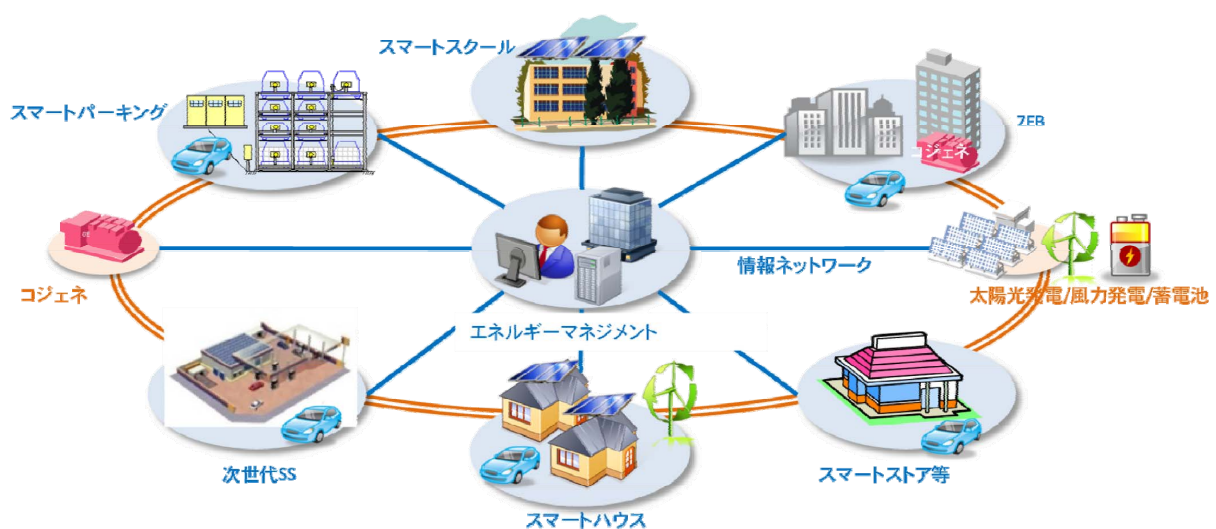 スマートスクール
スマートパーキング
ZEB
コジェネ
情報ネットワーク
コジェネ
太陽光発電/風力発電/蓄電池
エネルギーマネジメント
次世代SS
スマートストア等
スマートハウス